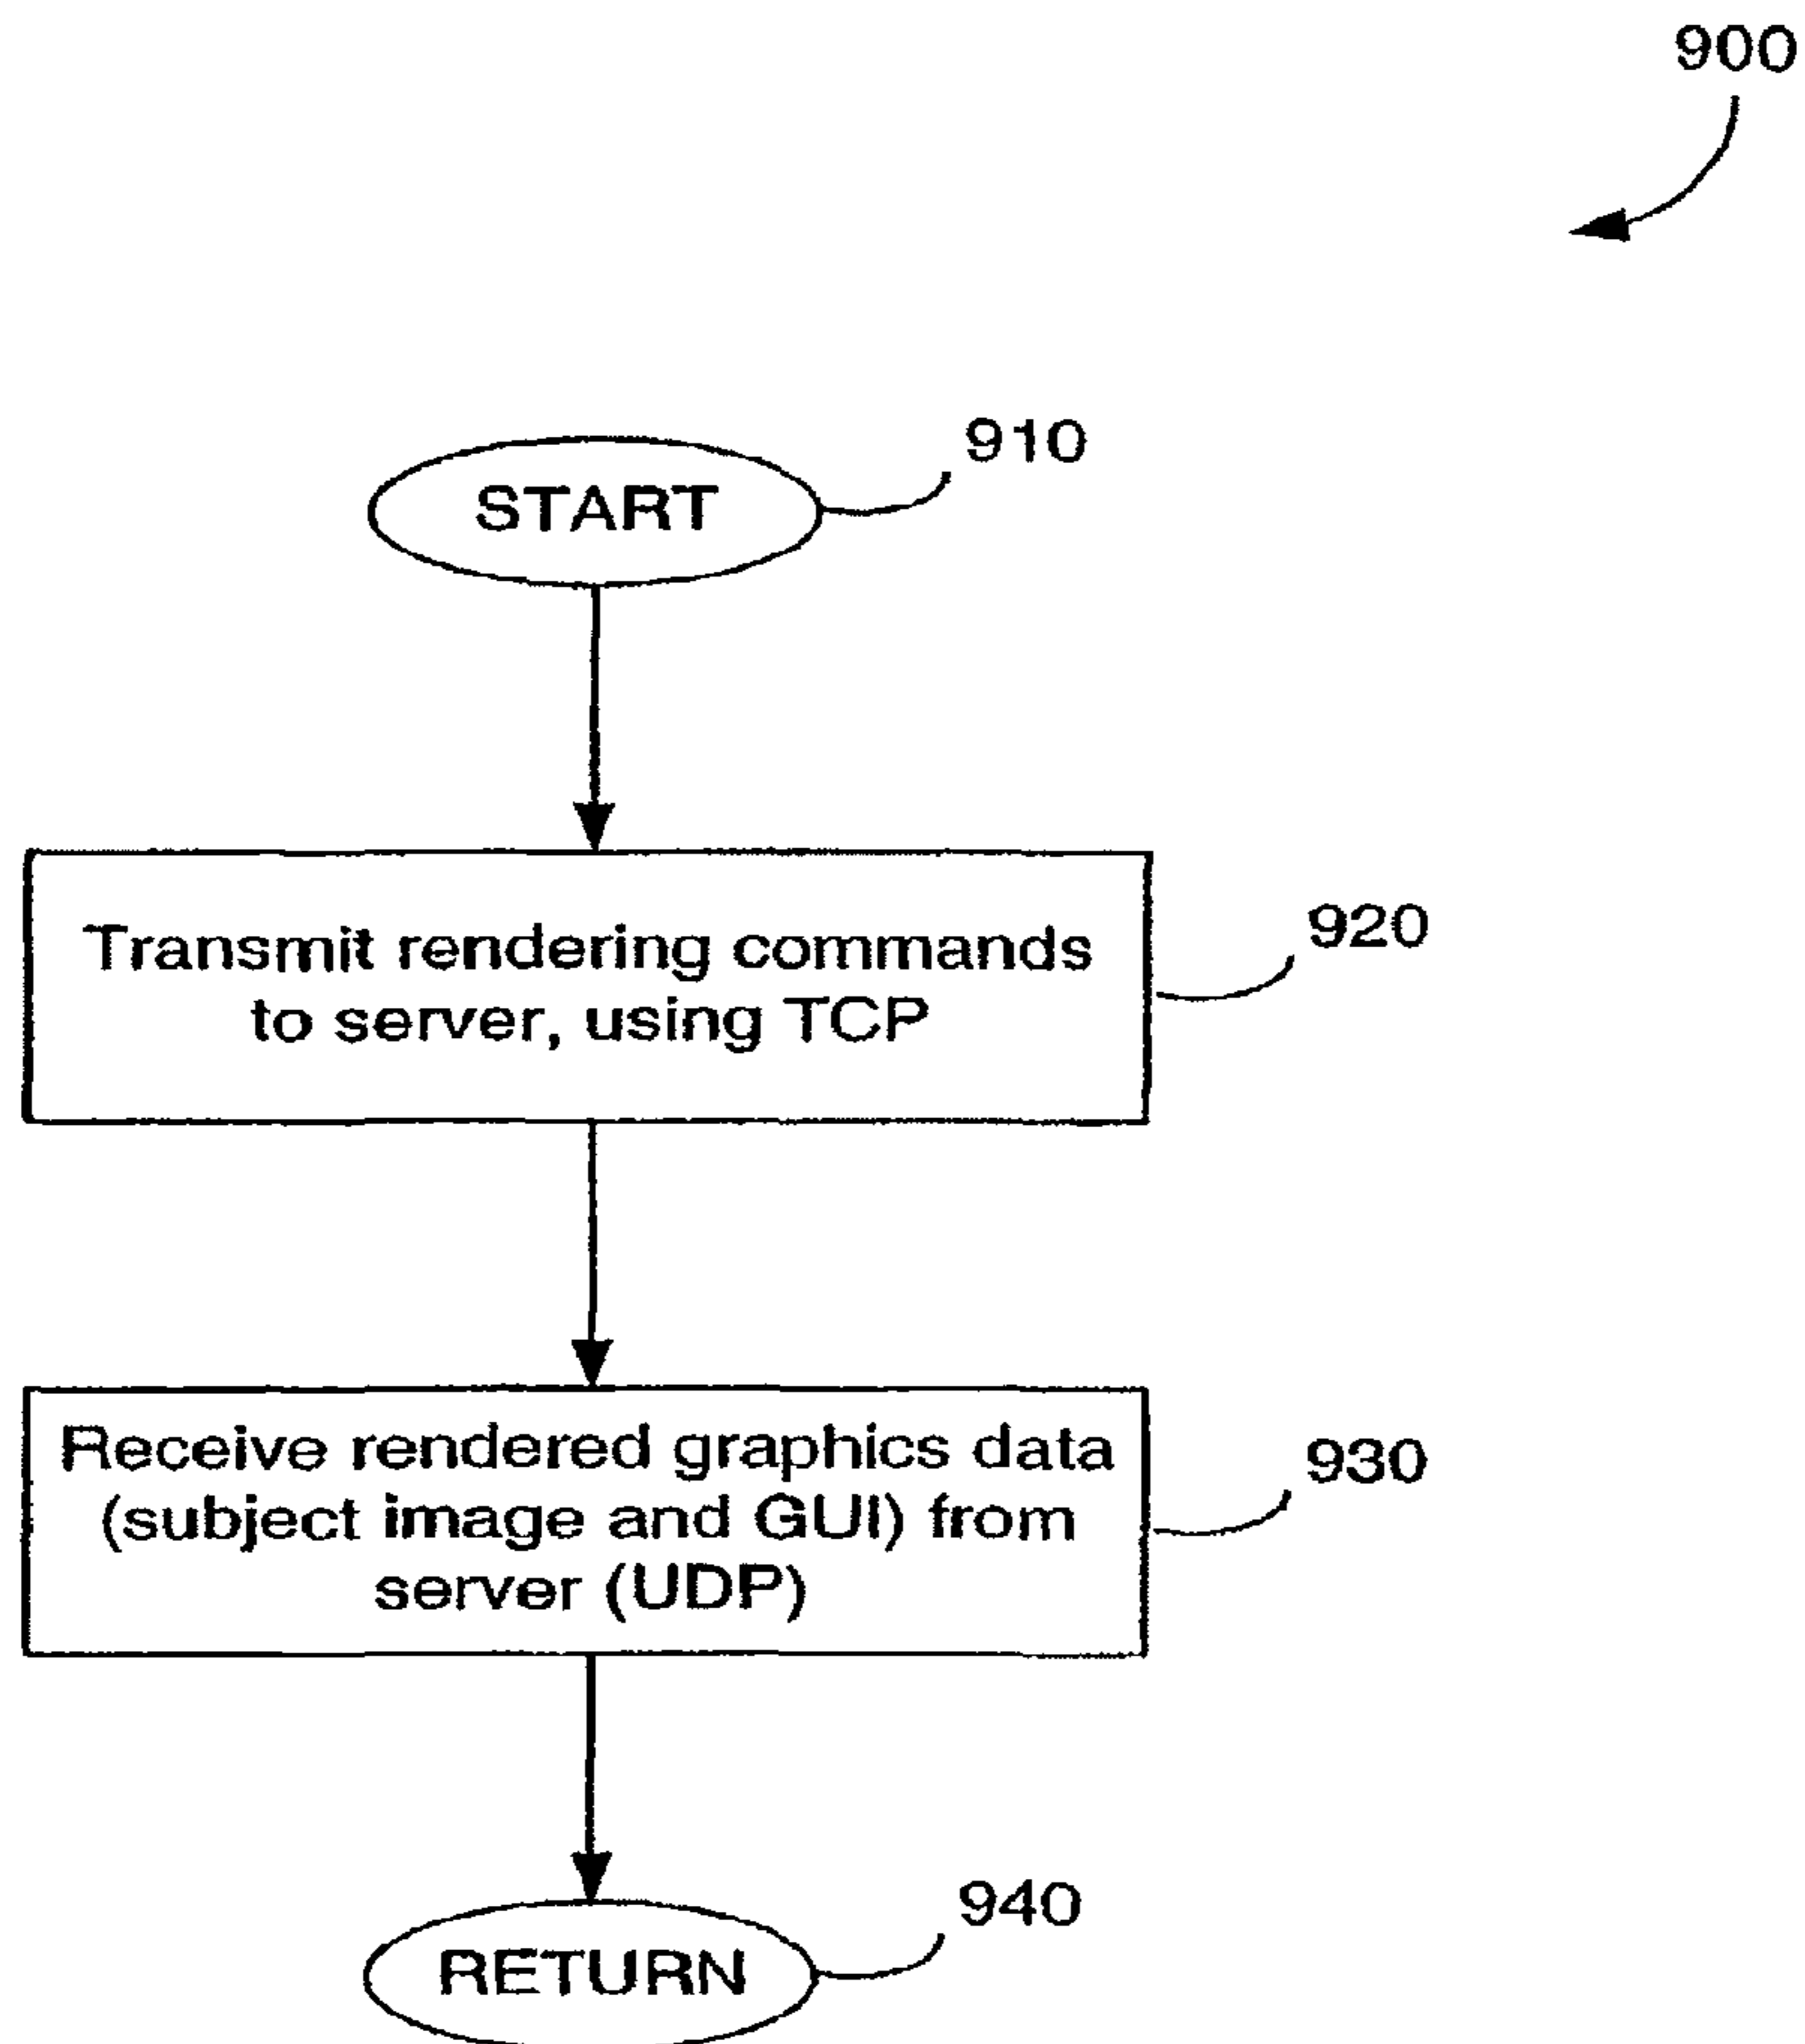 900
910
START
920
Transmit rendering commands
to server, using TCP
930
Receive rendered graphics data
(subject image and GUI) from
server (UDP)
940
RETURN